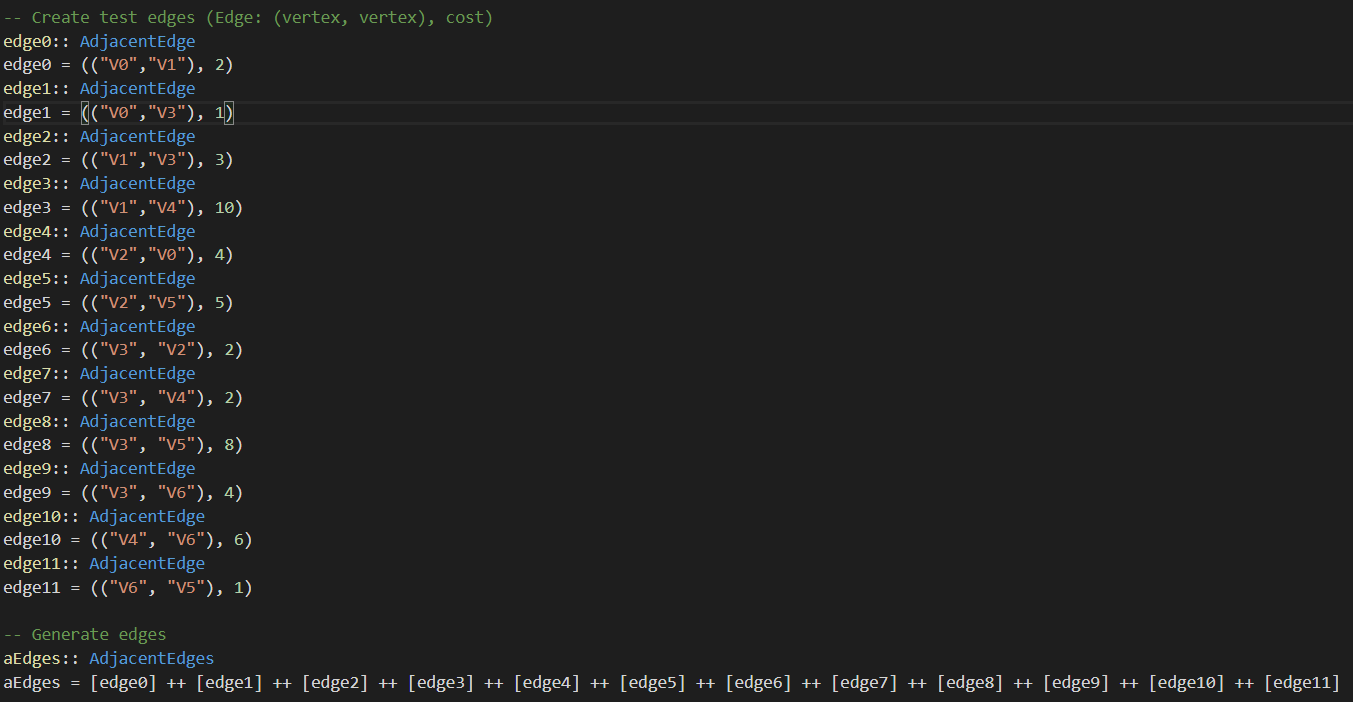 -- Create test edges (Edge: (vertex, vertex), cost)
edge0:: AdjacentEdge
edge0 = (("V0","V1"), 2)
edge1:: AdjacentEdge
edge1 = (("V0","V3"), 1)
edge2:: AdjacentEdge
edge2 = (("V1","V3"), 3)
edge3:: AdjacentEdge
edge3 = (("V1","V4"), 10)
edge4:: AdjacentEdge
edge4 = (("V2","V0"), 4)
edge5:: AdjacentEdge
edge5 = (("V2","V5"), 5)
edge6:: AdjacentEdge
edge6 = (("V3", "V2"), 2)
edge7:: AdjacentEdge
edge7 = (("V3", "V4"), 2)
edge8:: AdjacentEdge
edge8 = (("V3", "V5"), 8)
edge9:: AdjacentEdge
edge9 = (("V3", "V6"), 4)
edge10:: AdjacentEdge
edge10 = (("V4", "V6"), 6)
edge11:: AdjacentEdge
edge11 = (("V6", "V5"), 1)

-- Generate edges
aEdges:: AdjacentEdges
aEdges = [edge0] ++ [edge1] ++ [edge2] ++ [edge3] ++ [edge4] ++ [edge5] ++ [edge6] ++ [edge7] ++ [edge8] ++ [edge9] ++ [edge10] ++ [edge11]